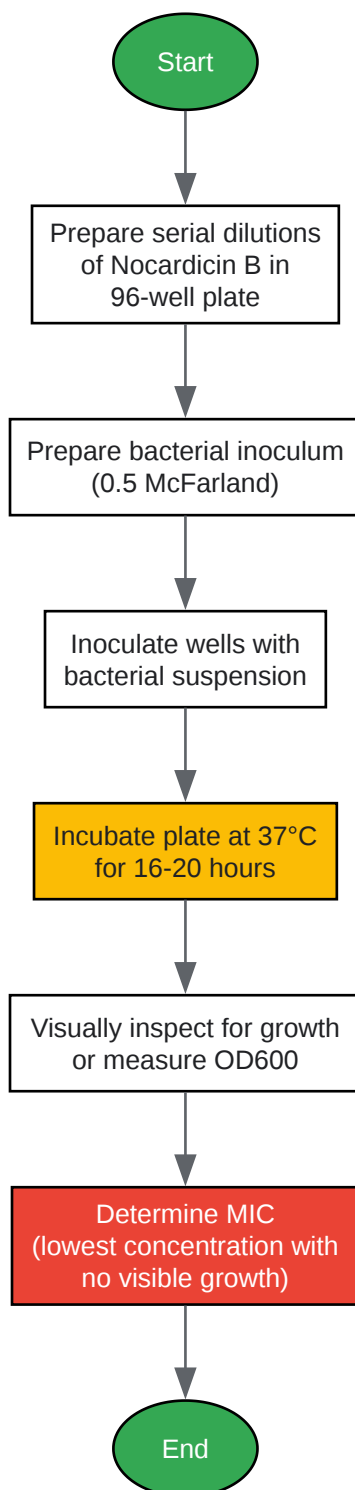 Start
Prepare serial dilutions
of Nocardicin B in
96-well plate
Prepare bacterial inoculum
(0.5 McFarland)
Inoculate wells with
bacterial suspension
Incubate plate at 37°C
for 16-20 hours
Visually inspect for growth
or measure OD600
Determine MIC
(lowest concentration with
no visible growth)
End